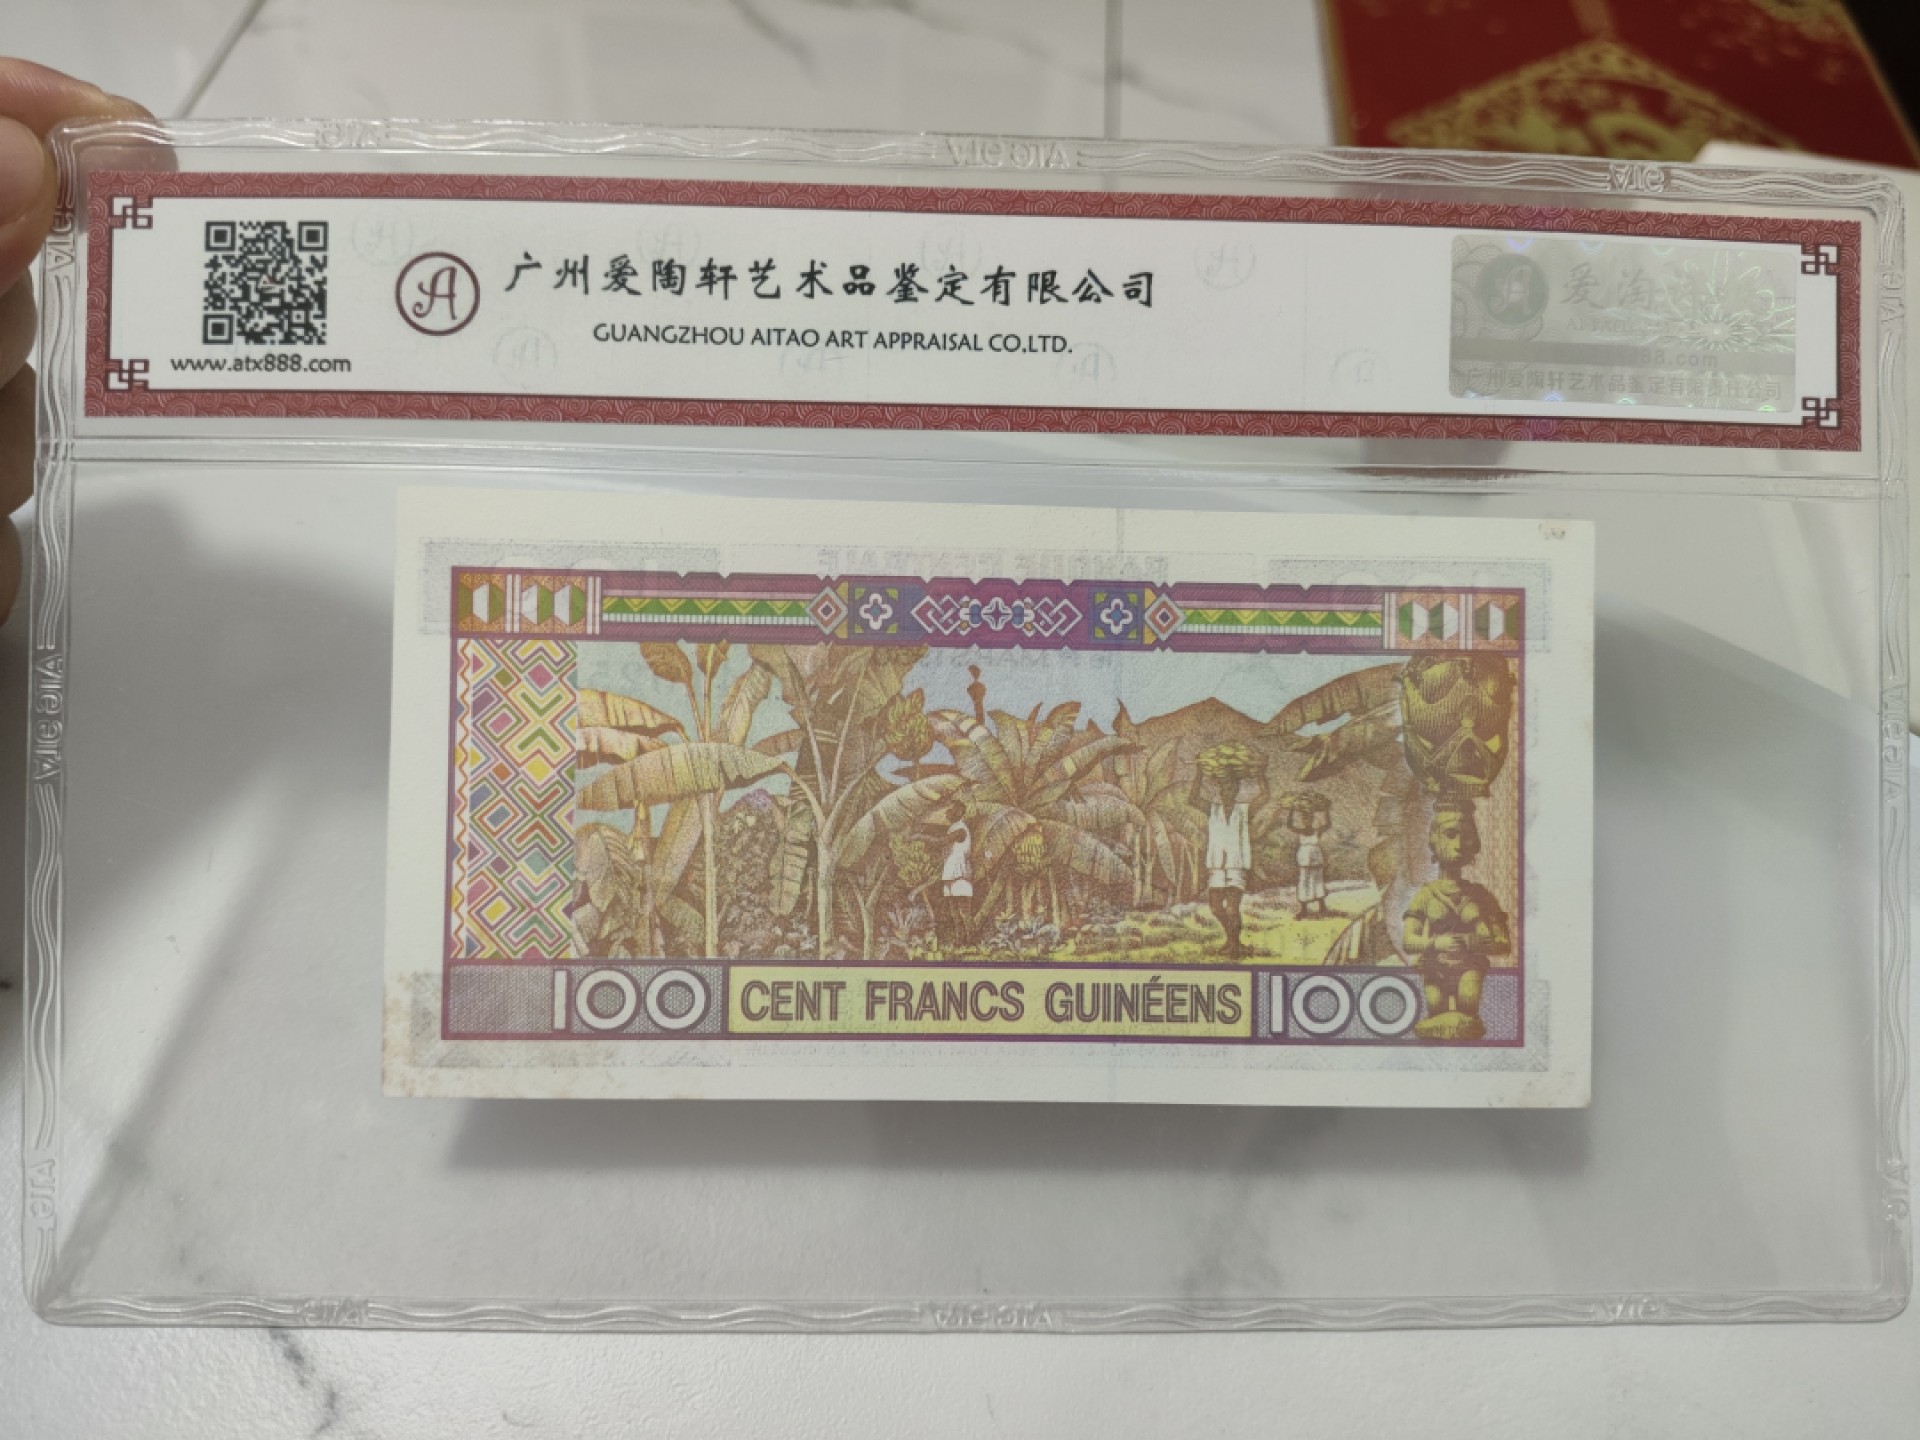 广州爱陶轩艺术品鉴定有限公司
GUANGZHOU AITAO ART APPRAISAL CO,LTD.
www.atx888.com
广州爱陶轩艺术品鉴定有限责任公司
100 CENT FRANCS GUINÉENS 100